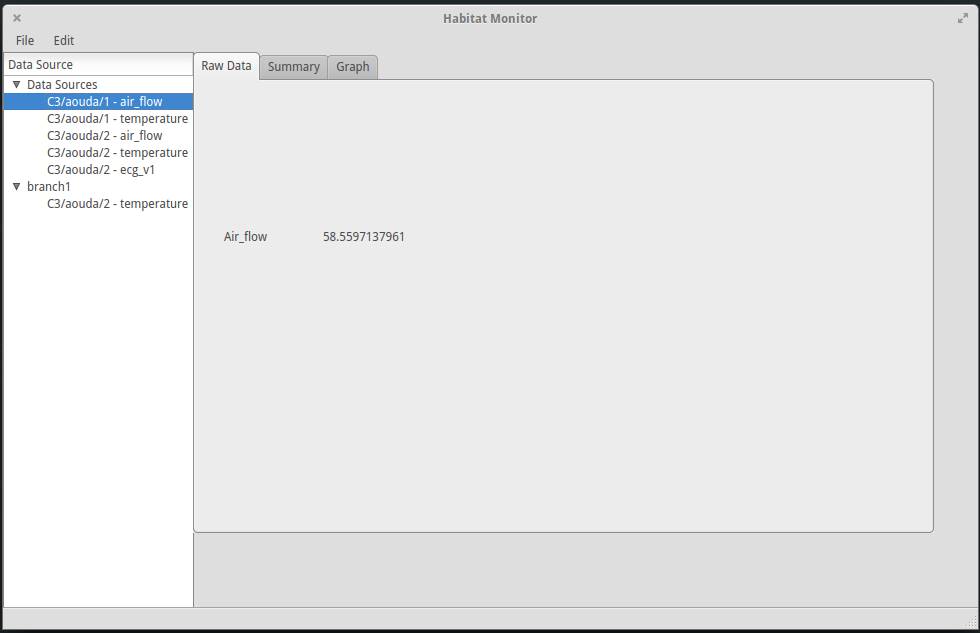 Habitat Monitor
File Edit
Data Source
Raw Data Summary Graph
Data Sources
C3/aouda/1 - air_flow
C3/aouda/1 - temperature
C3/aouda/2 - air_flow
C3/aouda/2 - temperature
C3/aouda/2 - ecg_v1
branch1
C3/aouda/2 - temperature
Air_flow 58.5597137961